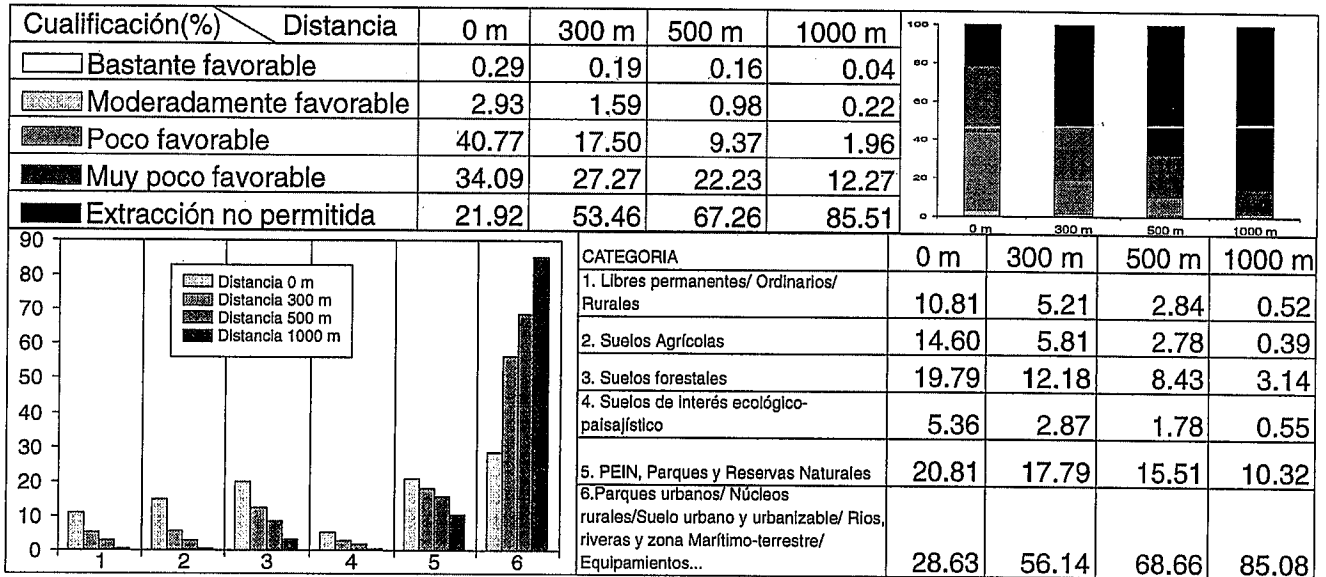 Cualificación(%) Distancia 0 m 300 m 500 m 1000 m
Bastante favorable 0.29 0.19 0.16 0.04
Moderadamente favorable 2.93 1.59 0.98 0.22
Poco favorable 40.77 17.50 9.37 1.96
Muy poco favorable 34.09 27.27 22.23 12.27
Extracción no permitida 21.92 53.46 67.26 85.51
100
80
60
40
20
0
0 m 300 m 500 m 1000 m
90
80
70
60
50
40
30
20
10
0
Distancia 0 m
Distancia 300 m
Distancia 500 m
Distancia 1000 m
1 2 3 4 5 6
CATEGORIA 0 m 300 m 500 m 1000 m
1. Libres permanentes/ Ordinarios/
Rurales 10.81 5.21 2.84 0.52
2. Suelos Agrícolas 14.60 5.81 2.78 0.39
3. Suelos forestales 19.79 12.18 8.43 3.14
4. Suelos de interés ecológico-
paisajístico 5.36 2.87 1.78 0.55
5. PEIN, Parques y Reservas Naturales 20.81 17.79 15.51 10.32
6.Parques urbanos/ Núcleos
rurales/Suelo urbano y urbanizable/ Rios,
riveras y zona Marítimo-terrestre/
Equipamientos... 28.63 56.14 68.66 85.08